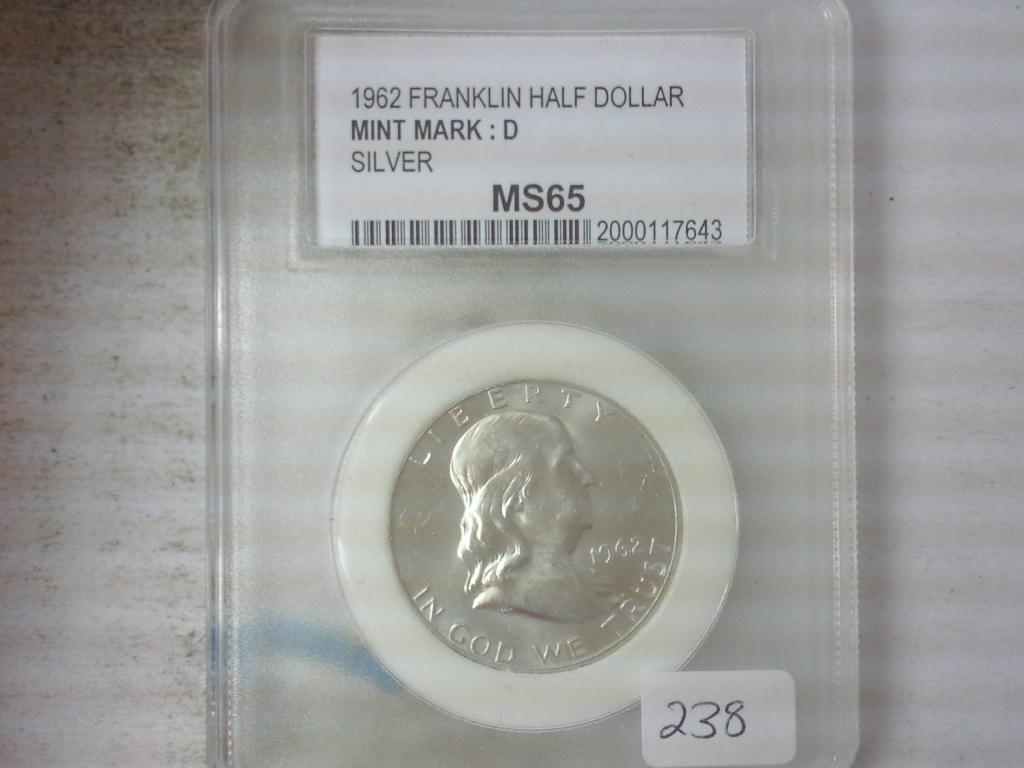 1962 FRANKLIN HALF DOLLAR
MINT MARK : D
SILVER
MS65
2000117643
LIBERTY
1962
IN GOD WE TRUST
238